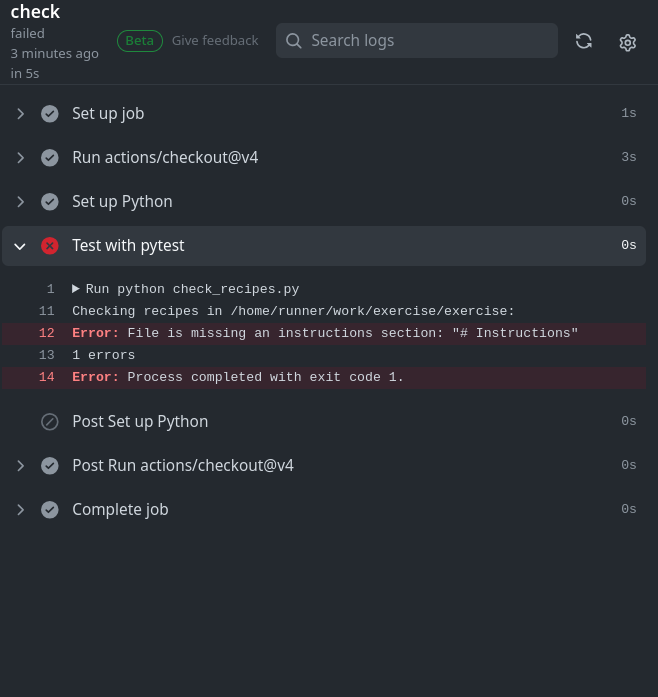 check
failed
3 minutes ago
in 5s
Beta
Give feedback
Search logs
Set up job 1s
Run actions/checkout@v4 3s
Set up Python 0s
Test with pytest 0s
1 Run python check_recipes.py
11 Checking recipes in /home/runner/work/exercise/exercise:
12 Error: File is missing an instructions section: "# Instructions"
13 1 errors
14 Error: Process completed with exit code 1.
Post Set up Python 0s
Post Run actions/checkout@v4 0s
Complete job 0s